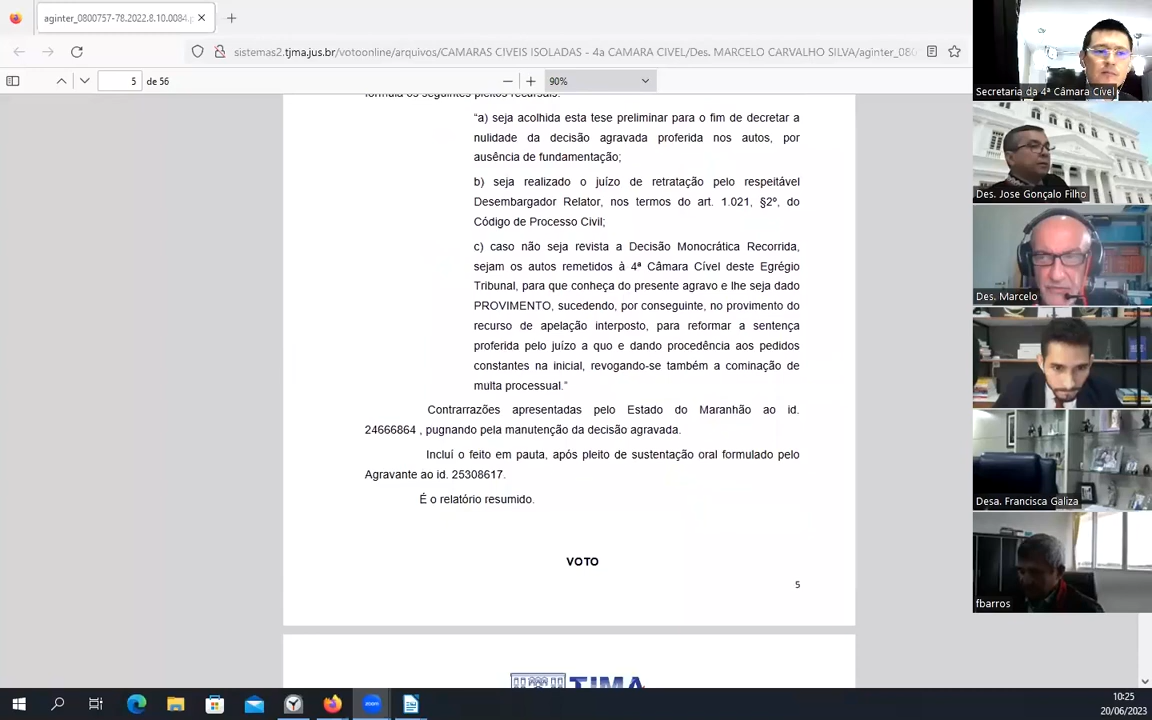 aginter_0800757-78.2022.8.10.0084.
sistemas2.tjma.jus.br/votoonline/arquivos/CAMARAS CIVEIS ISOLADAS - 4a CAMARA CIVEL/Des. MARCELO CARVALHO SILVA/aginter_080
5 de 56
90%
formula os seguintes pleitos recursais:
“a) seja acolhida esta tese preliminar para o fim de decretar a
nulidade da decisão agravada proferida nos autos, por
ausência de fundamentação;
b) seja realizado o juízo de retratação pelo respeitável
Desembargador Relator, nos termos do art. 1.021, §2º, do
Código de Processo Civil;
c) caso não seja revista a Decisão Monocrática Recorrida,
sejam os autos remetidos à 4ª Câmara Cível deste Egrégio
Tribunal, para que conheça do presente agravo e lhe seja dado
PROVIMENTO, sucedendo, por conseguinte, no provimento do
recurso de apelação interposto, para reformar a sentença
proferida pelo juízo a quo e dando procedência aos pedidos
constantes na inicial, revogando-se também a cominação de
multa processual.”
Contrarrazões apresentadas pelo Estado do Maranhão ao id.
24666864 , pugnando pela manutenção da decisão agravada.
Incluí o feito em pauta, após pleito de sustentação oral formulado pelo
Agravante ao id. 25308617.
É o relatório resumido.
VOTO
5
TJMA
Secretaria da 4ª Câmara Cível
Des. Jose Gonçalo Filho
Des. Marcelo
Desa. Francisca Galiza
fbarros
zoom
10:25
20/06/2023